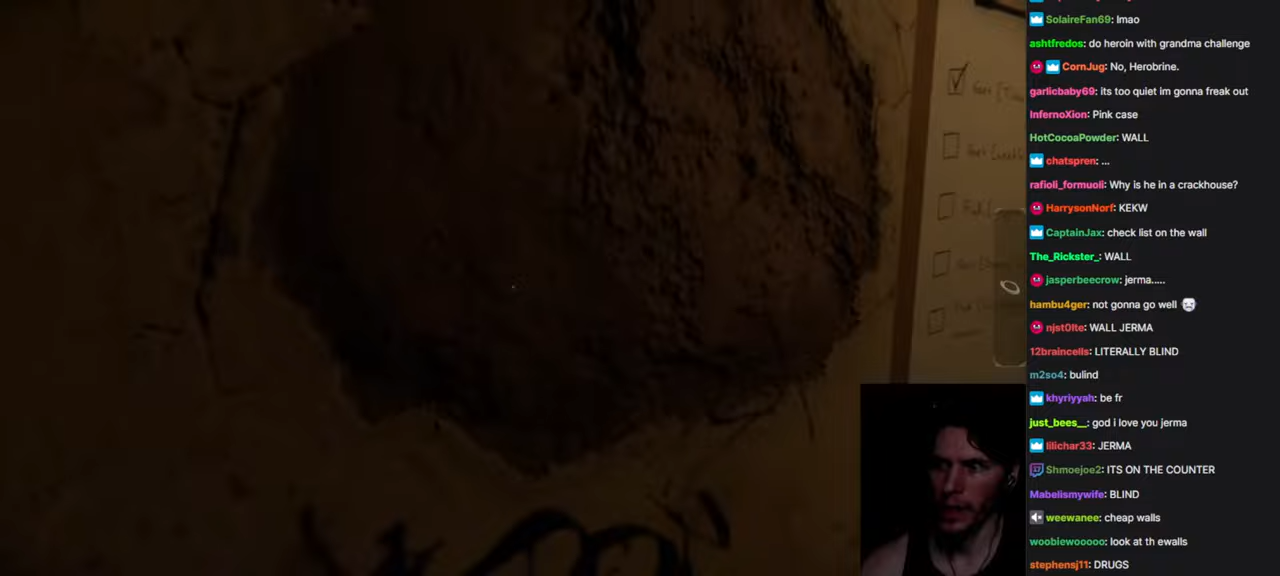 SolaireFan69: lmao
ashtfredos: do heroin with grandma challenge
CornJug: No, Herobrine.
garlicbaby69: its too quiet im gonna freak out
InfernoXion: Pink case
HotCocoaPowder: WALL
chatspren: ...
rafioli_formuoli: Why is he in a crackhouse?
HarrysonNorf: KEKW
CaptainJax: check list on the wall
The_Rickster_: WALL
jasperbeecrow: jerma.....
hambu4ger: not gonna go well
njst0lte: WALL JERMA
12braincells: LITERALLY BLIND
m2so4: bulind
khyriyyah: be fr
just_bees__: god i love you jerma
lilichar33: JERMA
Shmoejoe2: ITS ON THE COUNTER
Mabelismywife: BLIND
weewanee: cheap walls
woobiewooooo: look at th ewalls
stephensj11: DRUGS